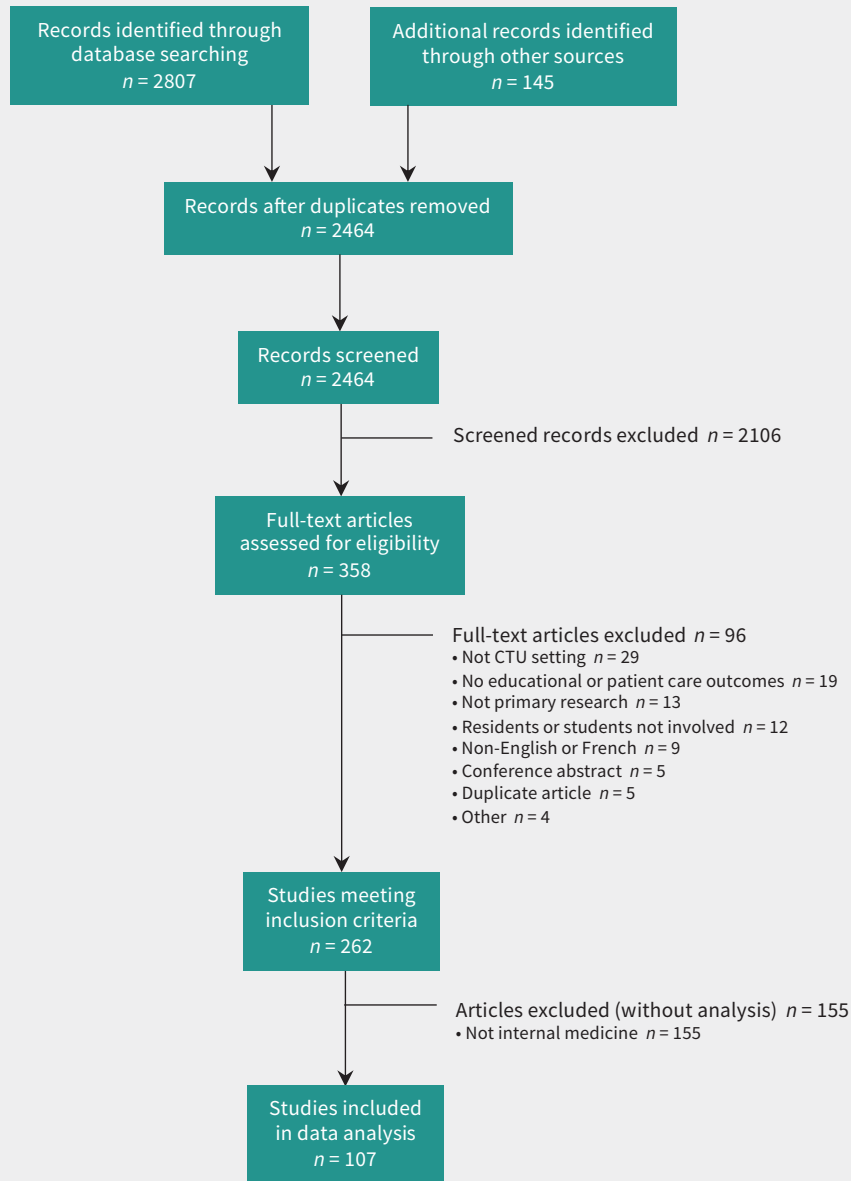 Records identified through
database searching
n = 2807
Additional records identified
through other sources
n = 145
Records after duplicates removed
n = 2464
Records screened
n = 2464
Screened records excluded n = 2106
Full-text articles
assessed for eligibility
n = 358
Full-text articles excluded n = 96
• Not CTU setting n = 29
• No educational or patient care outcomes n = 19
• Not primary research n = 13
• Residents or students not involved n = 12
• Non-English or French n = 9
• Conference abstract n = 5
• Duplicate article n = 5
• Other n = 4
Studies meeting
inclusion criteria
n = 262
Articles excluded (without analysis) n = 155
• Not internal medicine n = 155
Studies included
in data analysis
n = 107